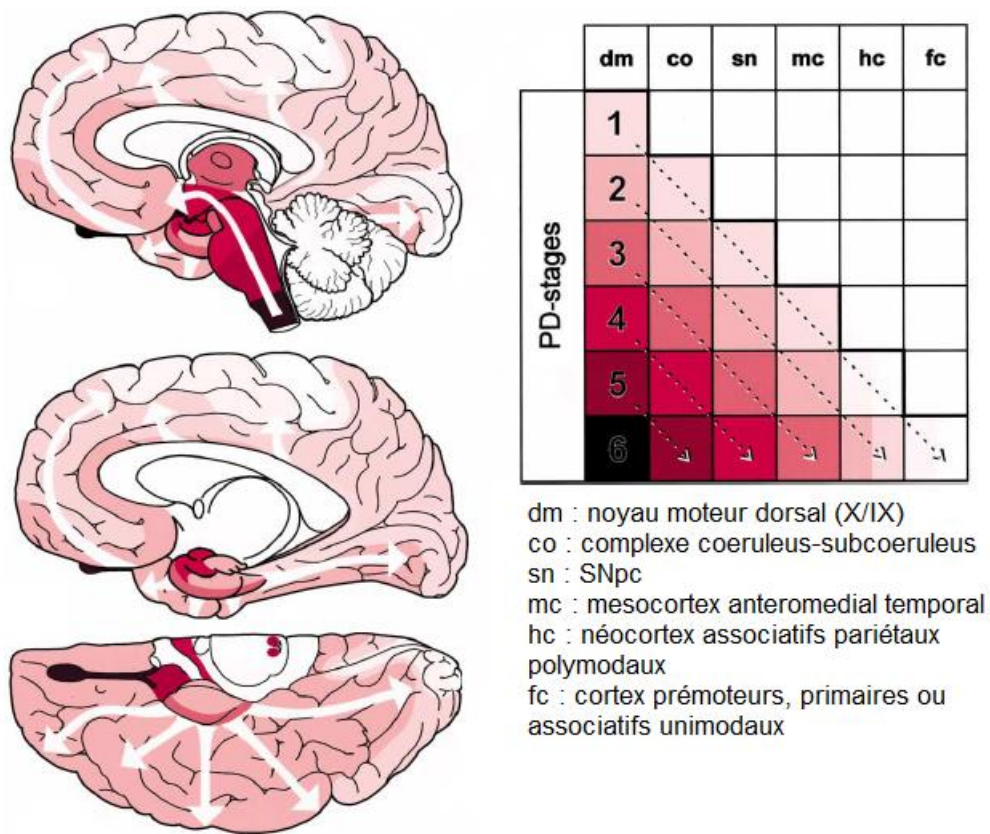 dm co sn mc hc fc
PD-stages
1
2
3
4
5
6
dm : noyau moteur dorsal (X/IX)
co : complexe coeruleus-subcoeruleus
sn : SNpc
mc : mesocortex anteromedial temporal
hc : néocortex associatifs pariétaux
polymodaux
fc : cortex prémoteurs, primaires ou
associatifs unimodaux